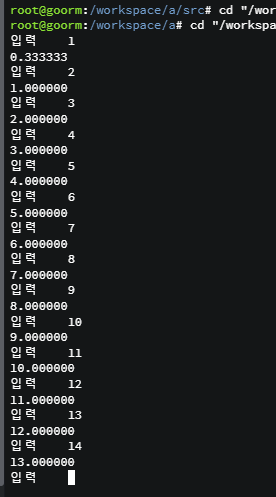 root@goorm:/workspace/a/src# cd "/wor
root@goorm:/workspace/a# cd "/workspa
입력    1
0.333333
입력    2
1.000000
입력    3
2.000000
입력    4
3.000000
입력    5
4.000000
입력    6
5.000000
입력    7
6.000000
입력    8
7.000000
입력    9
8.000000
입력    10
9.000000
입력    11
10.000000
입력    12
11.000000
입력    13
12.000000
입력    14
13.000000
입력